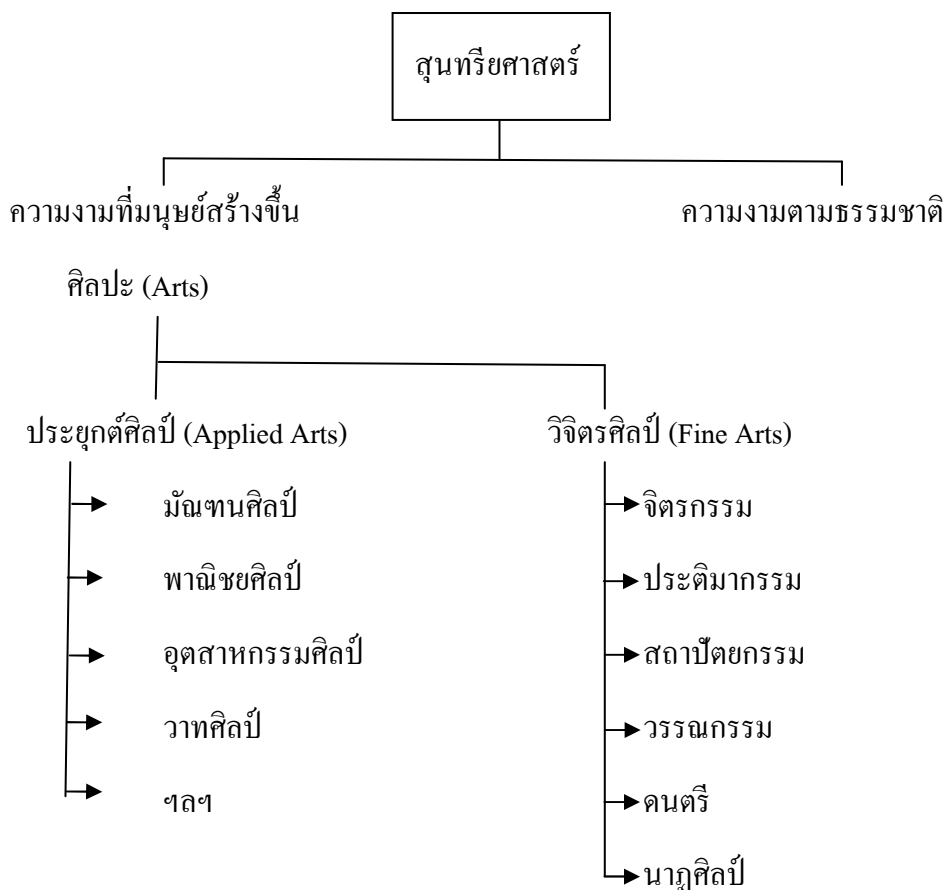 สุนทรียศาสตร์
ความงามที่มนุษย์สร้างขึ้น
ความงามตามธรรมชาติ
ศิลปะ (Arts)
ประยุกต์ศิลป์ (Applied Arts)
มัณฑนศิลป์
พาณิชยศิลป์
อุตสาหกรรมศิลป์
วาทศิลป์
ฯลฯ
วิจิตรศิลป์ (Fine Arts)
จิตรกรรม
ประติมากรรม
สถาปัตยกรรม
วรรณกรรม
ดนตรี
นาฏศิลป์